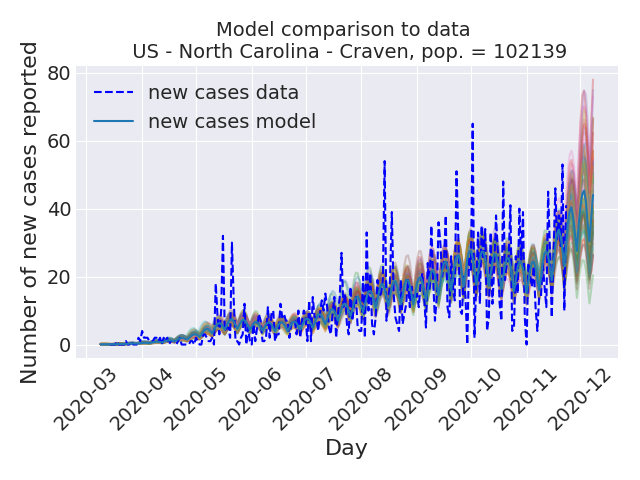 Model comparison to data
US - North Carolina - Craven, pop. = 102139
Number of new cases reported
80
60
40
20
0
new cases data
new cases model
2020-03
2020-04
2020-05
2020-06
2020-07
2020-08
2020-09
2020-10
2020-11
2020-12
Day